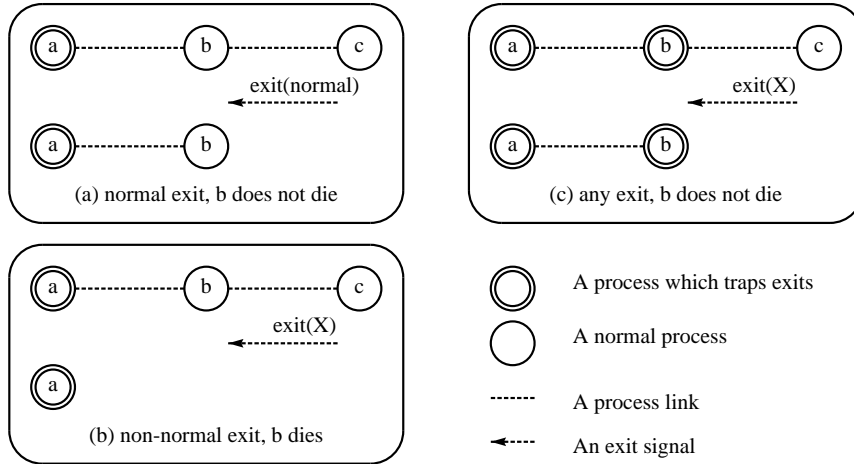 a b c
exit(normal)
a b
(a) normal exit, b does not die
a b c
exit(X)
a b
(c) any exit, b does not die
a b c
exit(X)
a
(b) non-normal exit, b dies
A process which traps exits
A normal process
A process link
An exit signal